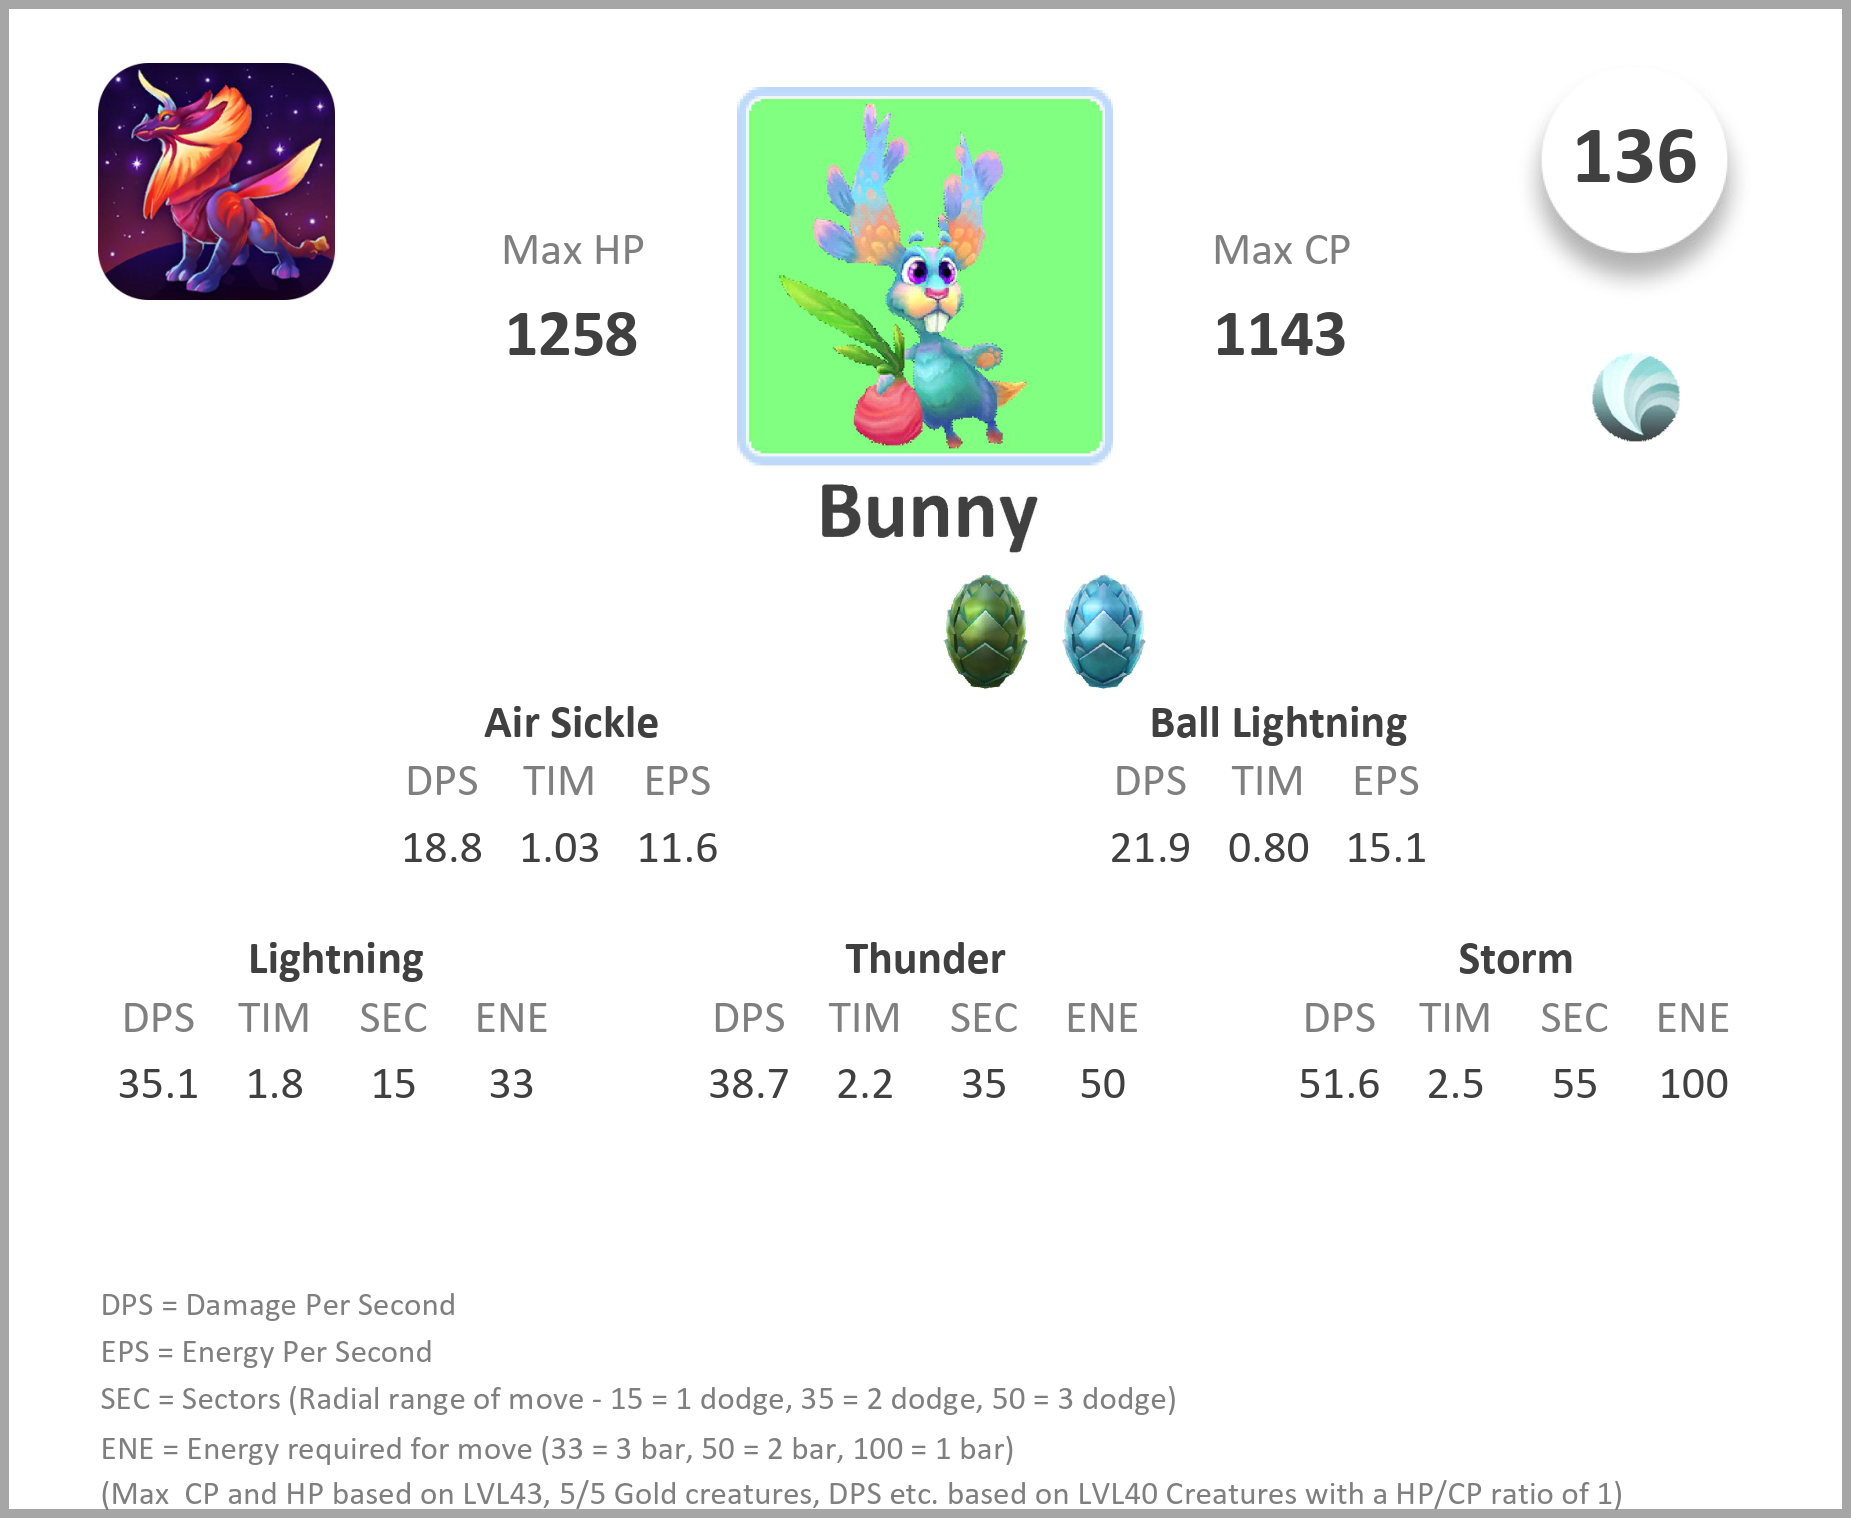 136
Max HP
Max CP
1258
1143
Bunny
Air Sickle
Ball Lightning
DPS TIM EPS
DPS TIM EPS
18.8 1.03 11.6
21.9 0.80 15.1
Lightning
Thunder
Storm
DPS TIM SEC ENE
DPS TIM SEC ENE
DPS TIM SEC ENE
35.1 1.8 15 33
38.7 2.2 35 50
51.6 2.5 55 100
DPS = Damage Per Second
EPS = Energy Per Second
SEC = Sectors (Radial range of move - 15 = 1 dodge, 35 = 2 dodge, 50 = 3 dodge)
ENE = Energy required for move (33 = 3 bar, 50 = 2 bar, 100 = 1 bar)
(Max  CP and HP based on LVL43, 5/5 Gold creatures, DPS etc. based on LVL40 Creatures with a HP/CP ratio of 1)